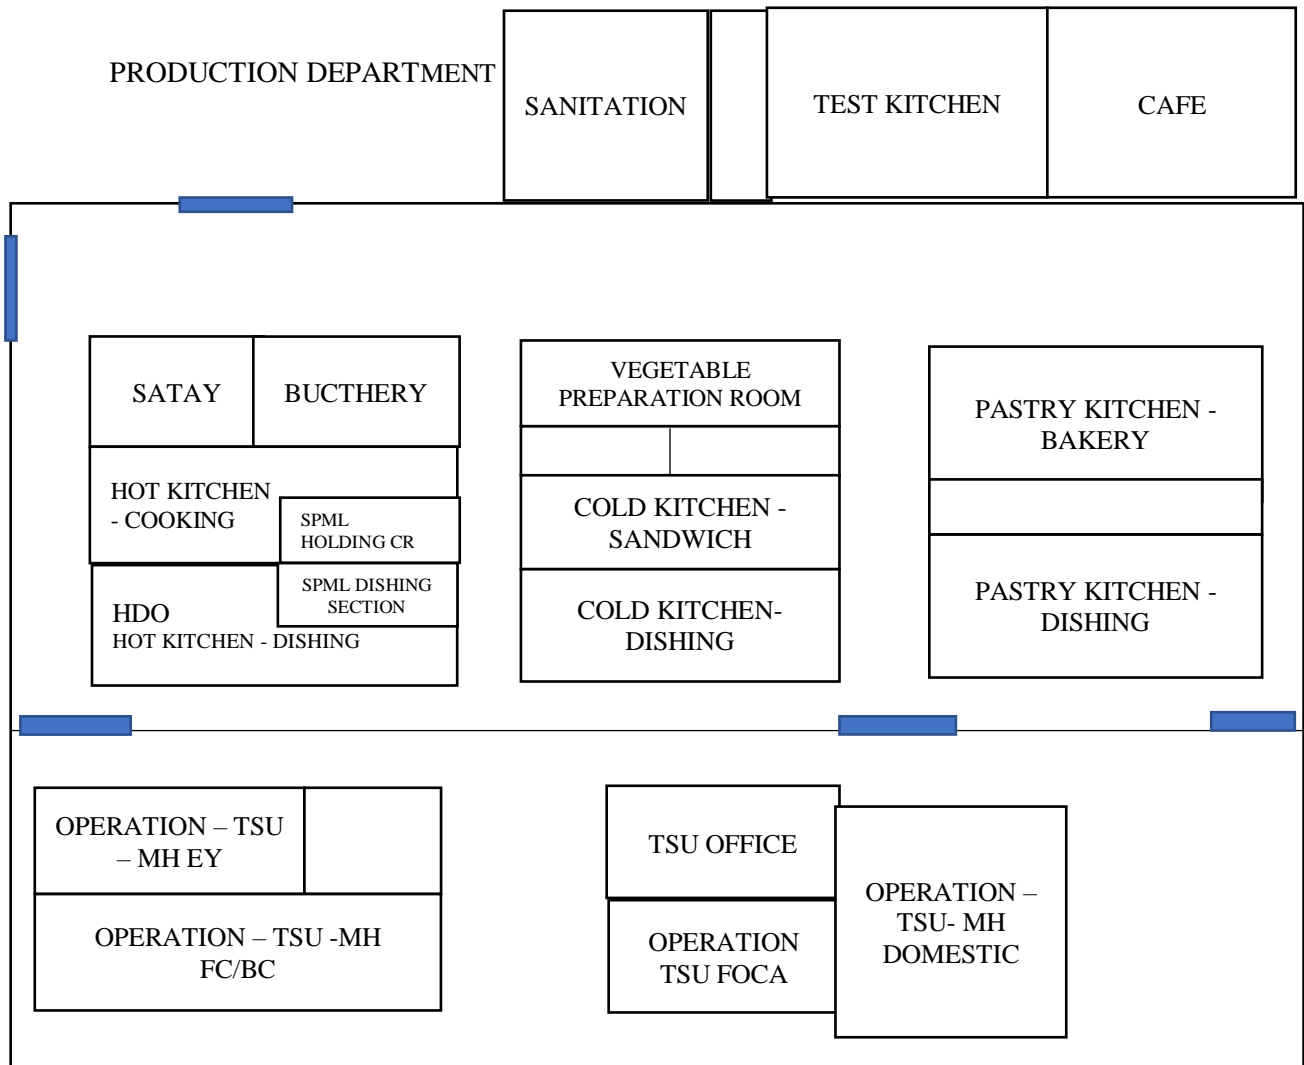 PRODUCTION DEPARTMENT
SANITATION
TEST KITCHEN
CAFE
SATAY
BUCTHERY
HOT KITCHEN
- COOKING
SPML
HOLDING CR
SPML DISHING
SECTION
HDO
HOT KITCHEN - DISHING
VEGETABLE
PREPARATION ROOM
COLD KITCHEN -
SANDWICH
COLD KITCHEN-
DISHING
PASTRY KITCHEN -
BAKERY
PASTRY KITCHEN -
DISHING
OPERATION – TSU
– MH EY
OPERATION – TSU -MH
FC/BC
TSU OFFICE
OPERATION
TSU FOCA
OPERATION –
TSU- MH
DOMESTIC